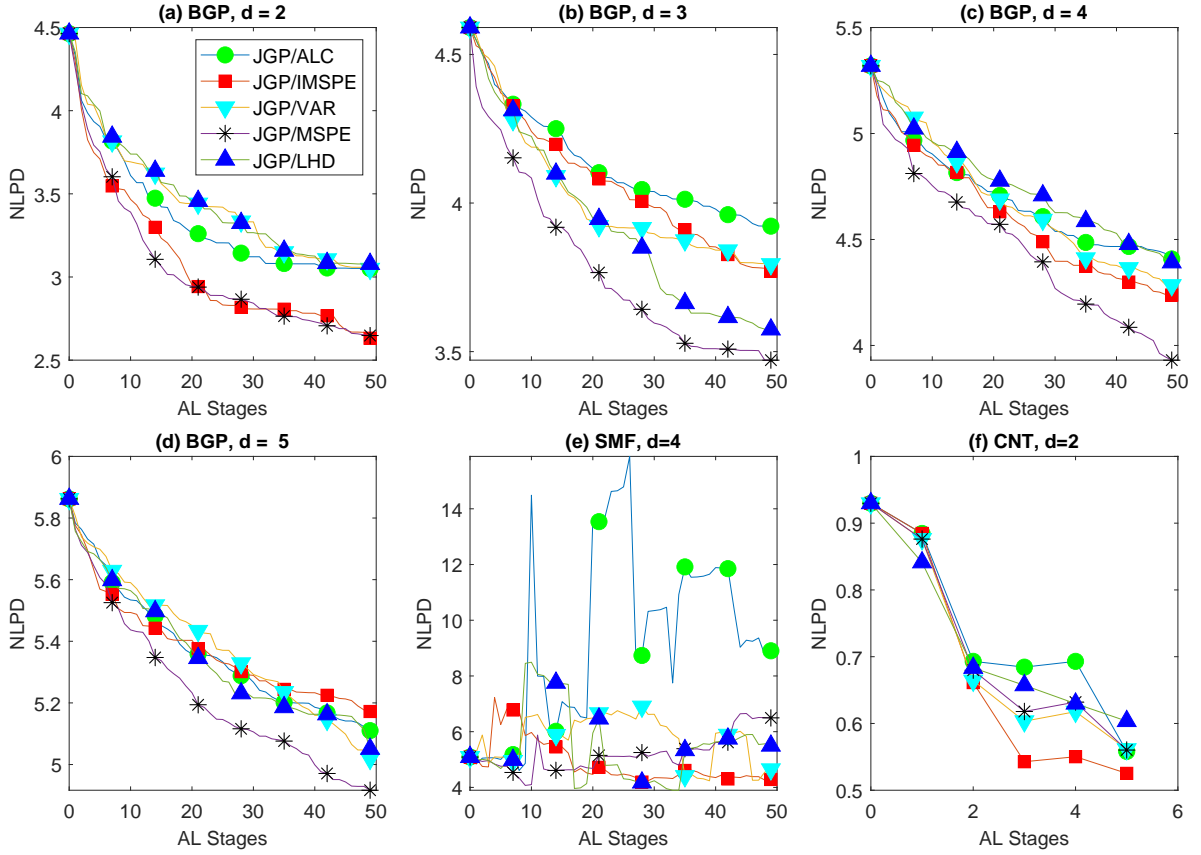 (a) BGP, d = 2
4.5
4
3.5
3
2.5
NLPD
0 10 20 30 40 50
AL Stages
JGP/ALC
JGP/IMSPE
JGP/VAR
JGP/MSPE
JGP/LHD
(b) BGP, d = 3
4.5
4
3.5
NLPD
0 10 20 30 40 50
AL Stages
(c) BGP, d = 4
5.5
5
4.5
4
NLPD
0 10 20 30 40 50
AL Stages
(d) BGP, d = 5
6
5.8
5.6
5.4
5.2
5
NLPD
0 10 20 30 40 50
AL Stages
(e) SMF, d=4
14
12
10
8
6
4
NLPD
0 10 20 30 40 50
AL Stages
(f) CNT, d=2
1
0.9
0.8
0.7
0.6
0.5
NLPD
0 2 4 6
AL Stages